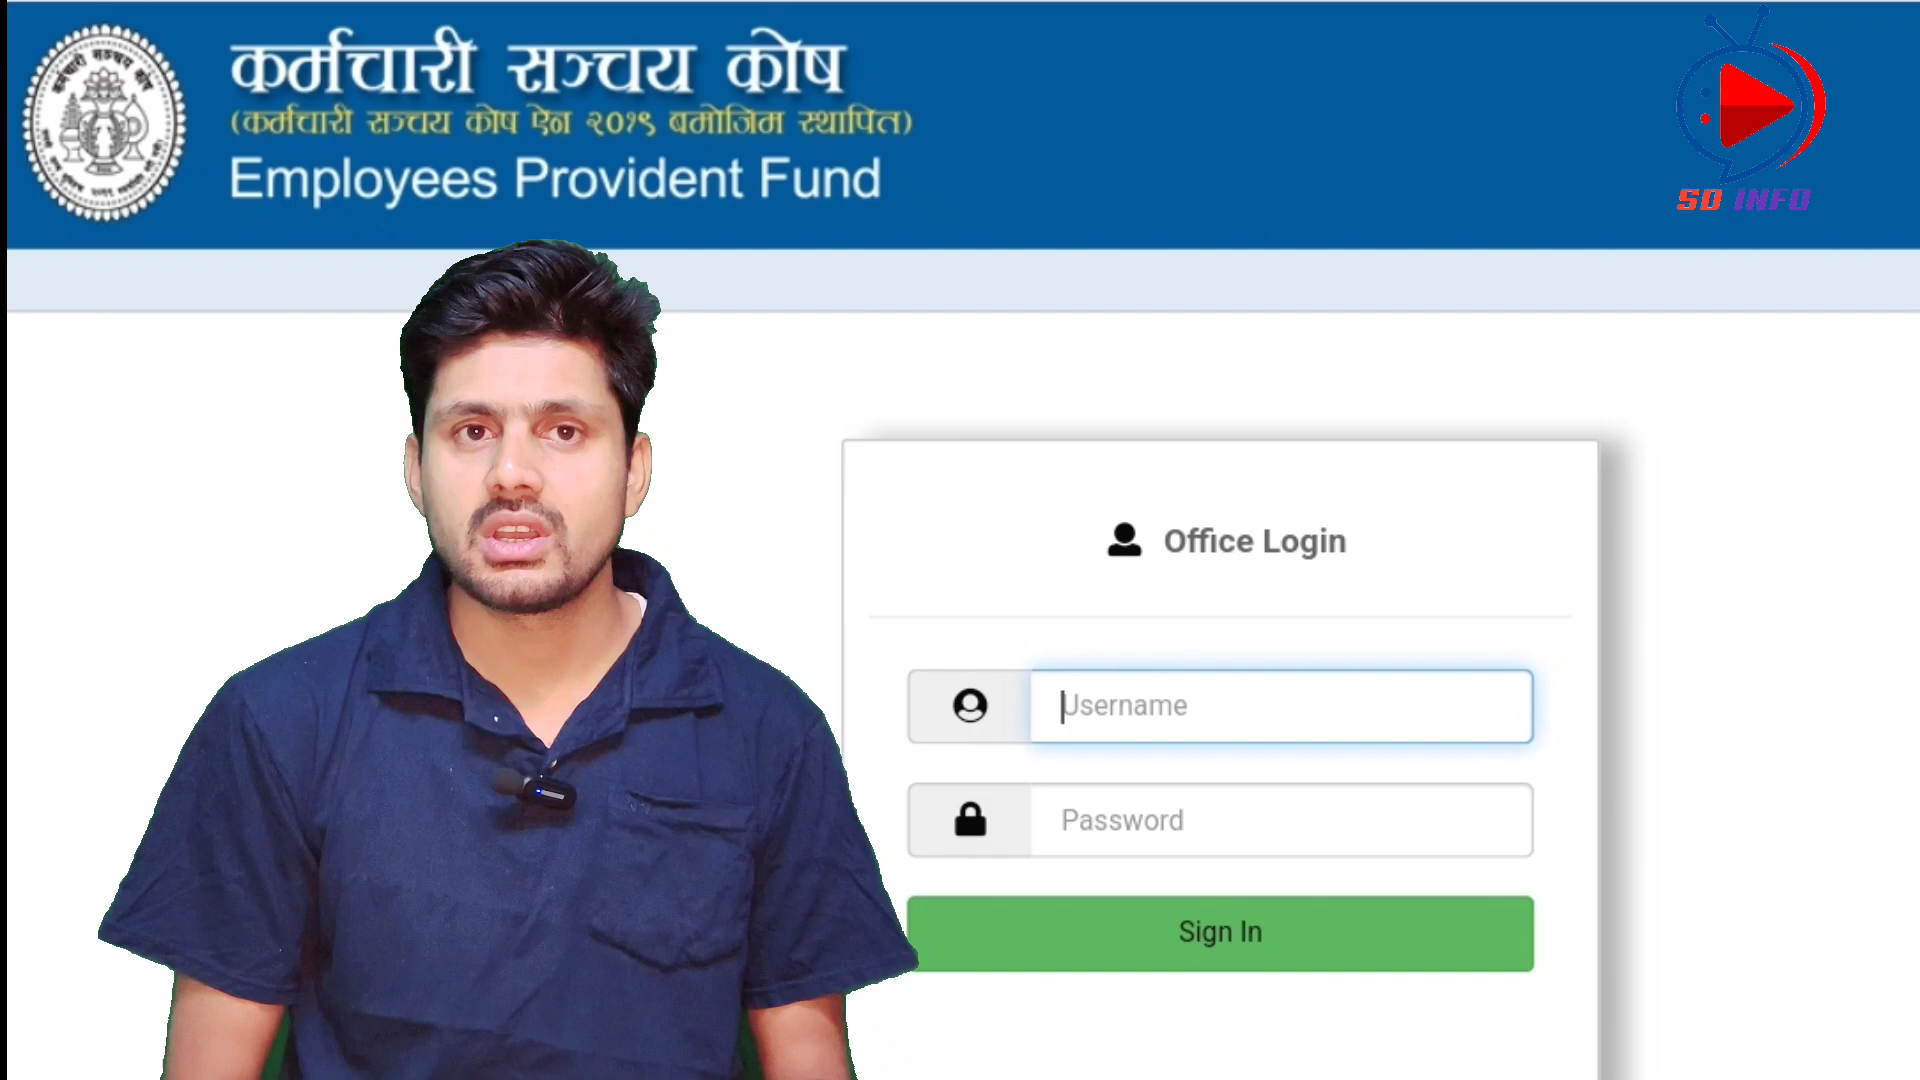 कर्मचारी सञ्चय कोष
(कर्मचारी सञ्चय कोष ऐन २०१९ बमोजिम स्थापित)
Employees Provident Fund
SD INFO
Office Login
Username
Password
Sign In